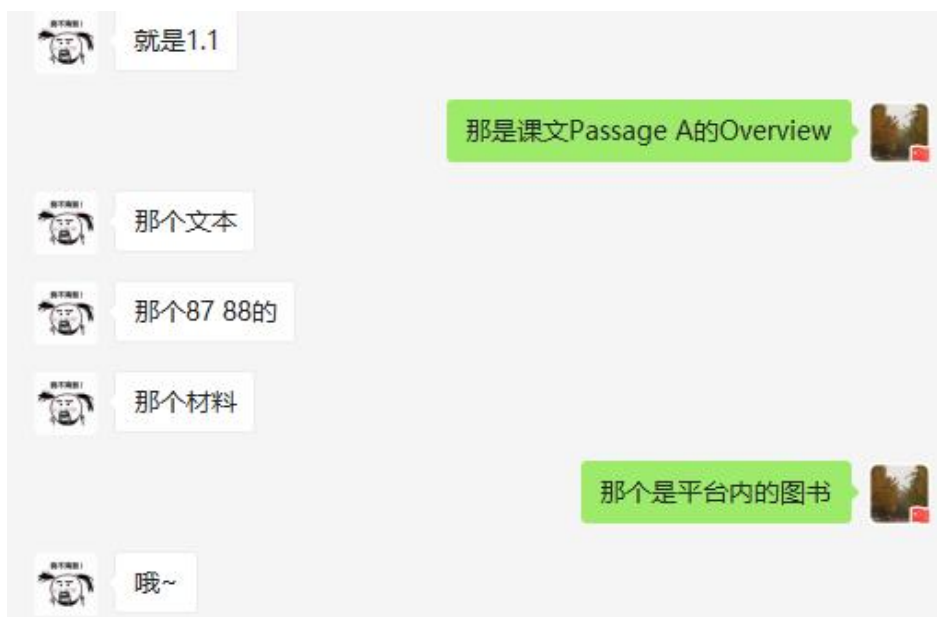 就是1.1
那是课文Passage A的Overview
那个文本
那个87 88的
那个材料
那个是平台内的图书
哦~